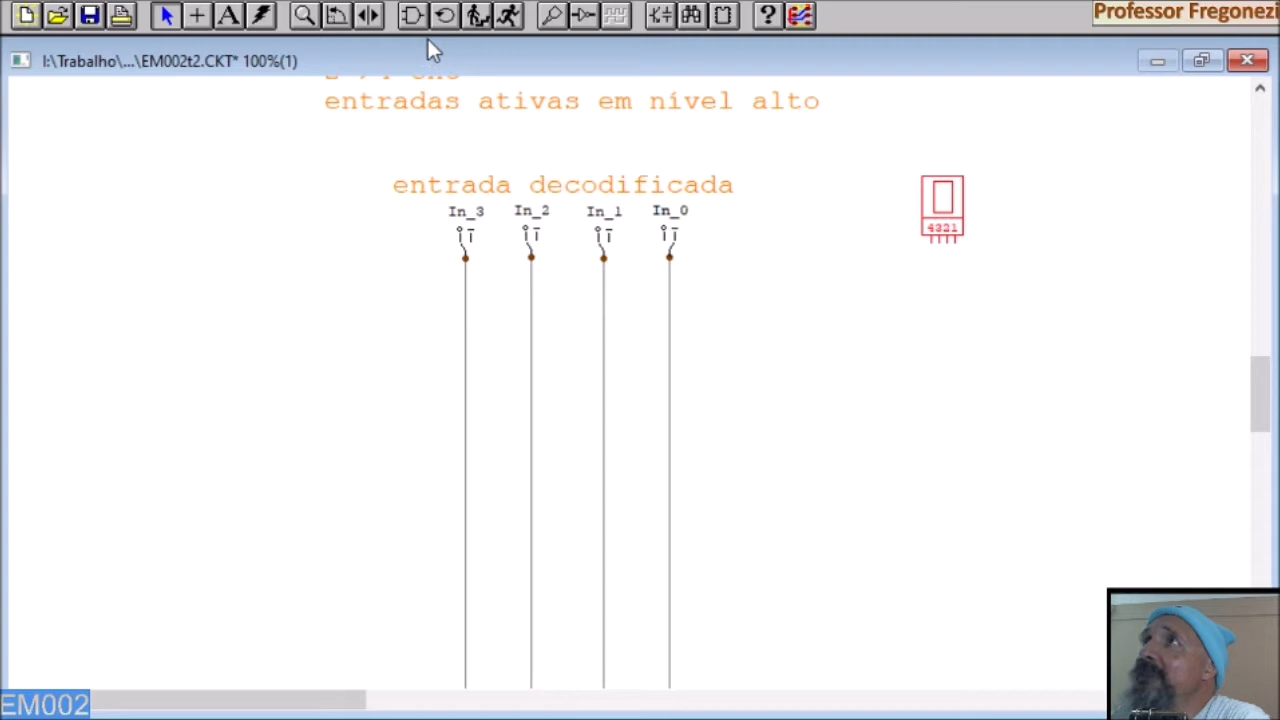 Professor Fregonezi
I:\Trabalho\...\EM002t2.CKT* 100%(1)
entradas ativas em nível alto
entrada decodificada
In_3 In_2 In_1 In_0
4321
EM002